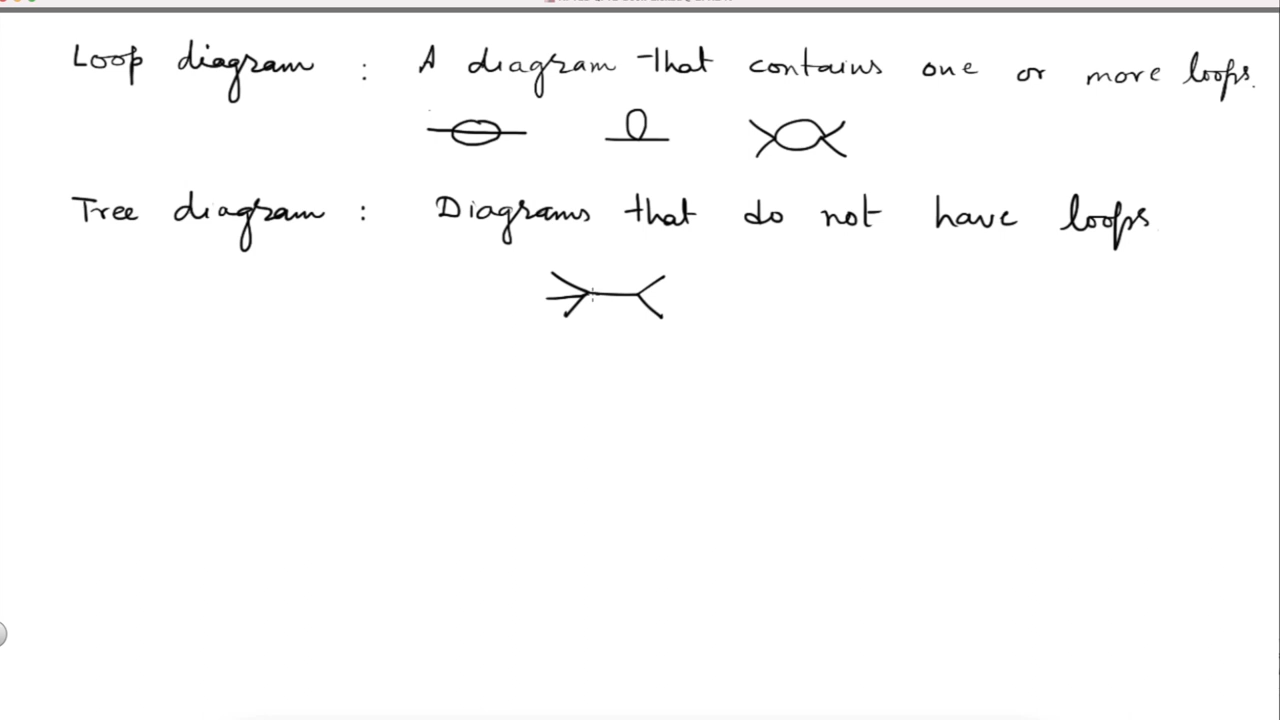 Loop diagram : A diagram that contains one or more loops.
Tree diagram : Diagrams that do not have loops.